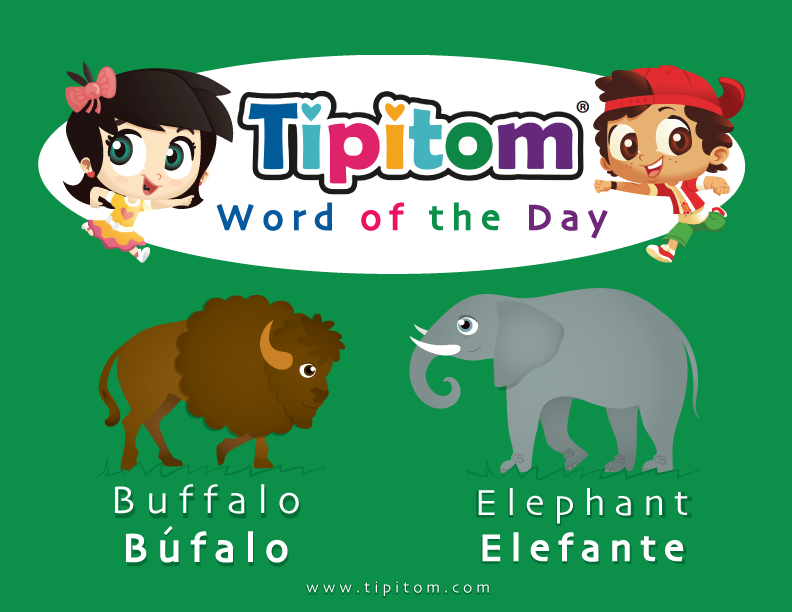 Tipitom®
Word of the Day
Buffalo
Búfalo
Elephant
Elefante
www.tipitom.com